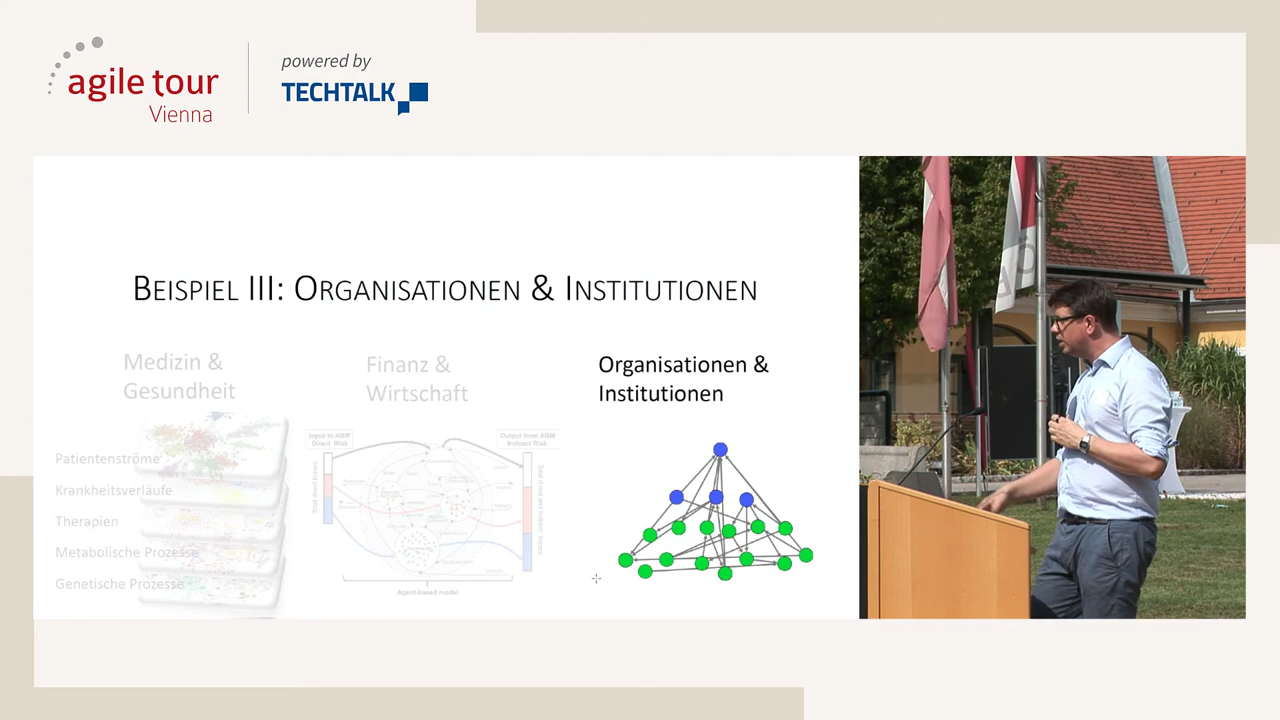 agile tour
Vienna
powered by
TECHTALK
BEISPIEL III: ORGANISATIONEN & INSTITUTIONEN
Medizin &
Gesundheit
Patientenströme
Krankheitsverläufe
Therapien
Metabolische Prozesse
Genetische Prozesse
Finanz &
Wirtschaft
Input to ABM
Direct Risk
Output from ABM
Indirect Risk
Agent-based model
Organisationen &
Institutionen